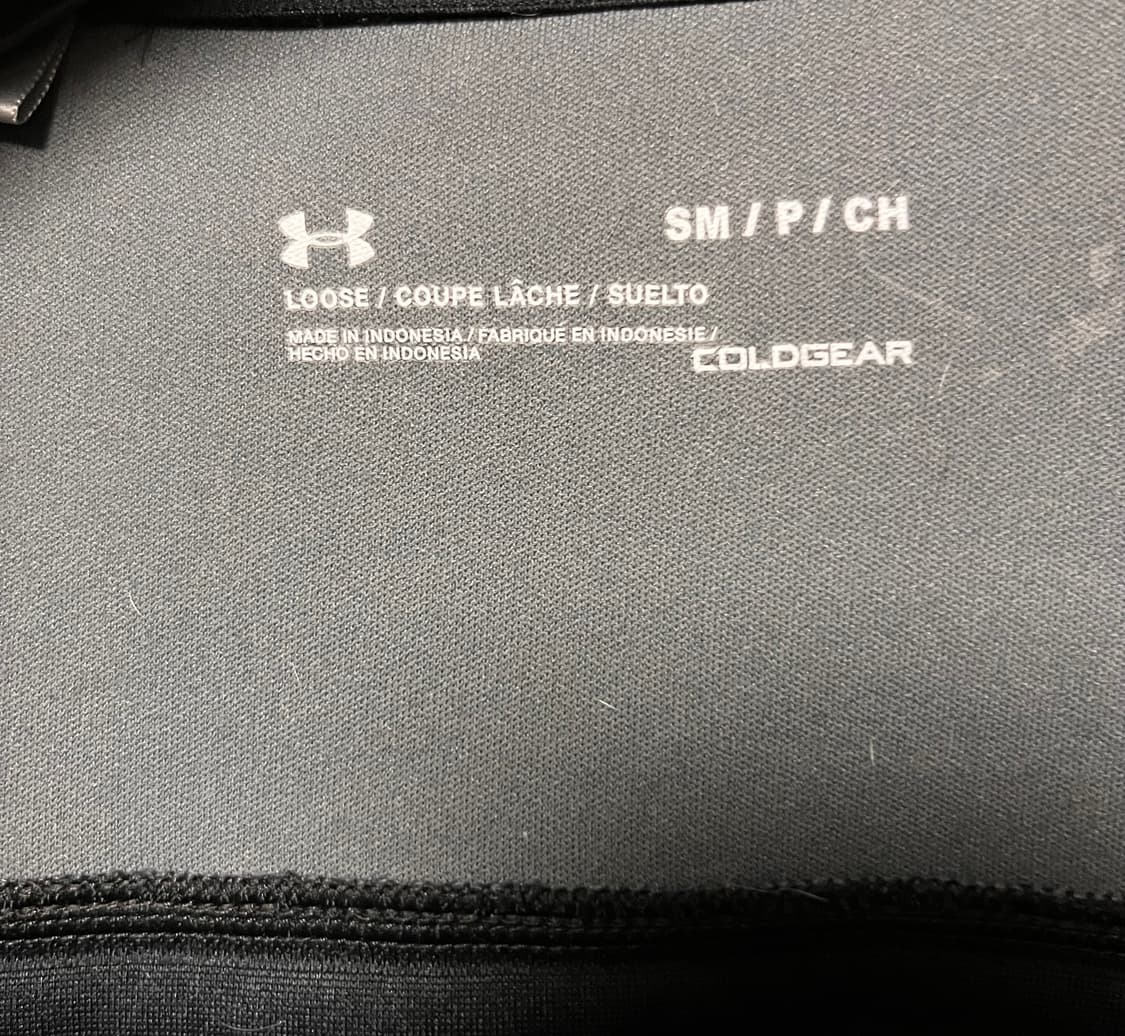 SM / P / CH
LOOSE / COUPE LÂCHE / SUELTO
MADE IN INDONESIA / FABRIQUE EN INDONESIE /
HECHO EN INDONESIA
COLDGEAR